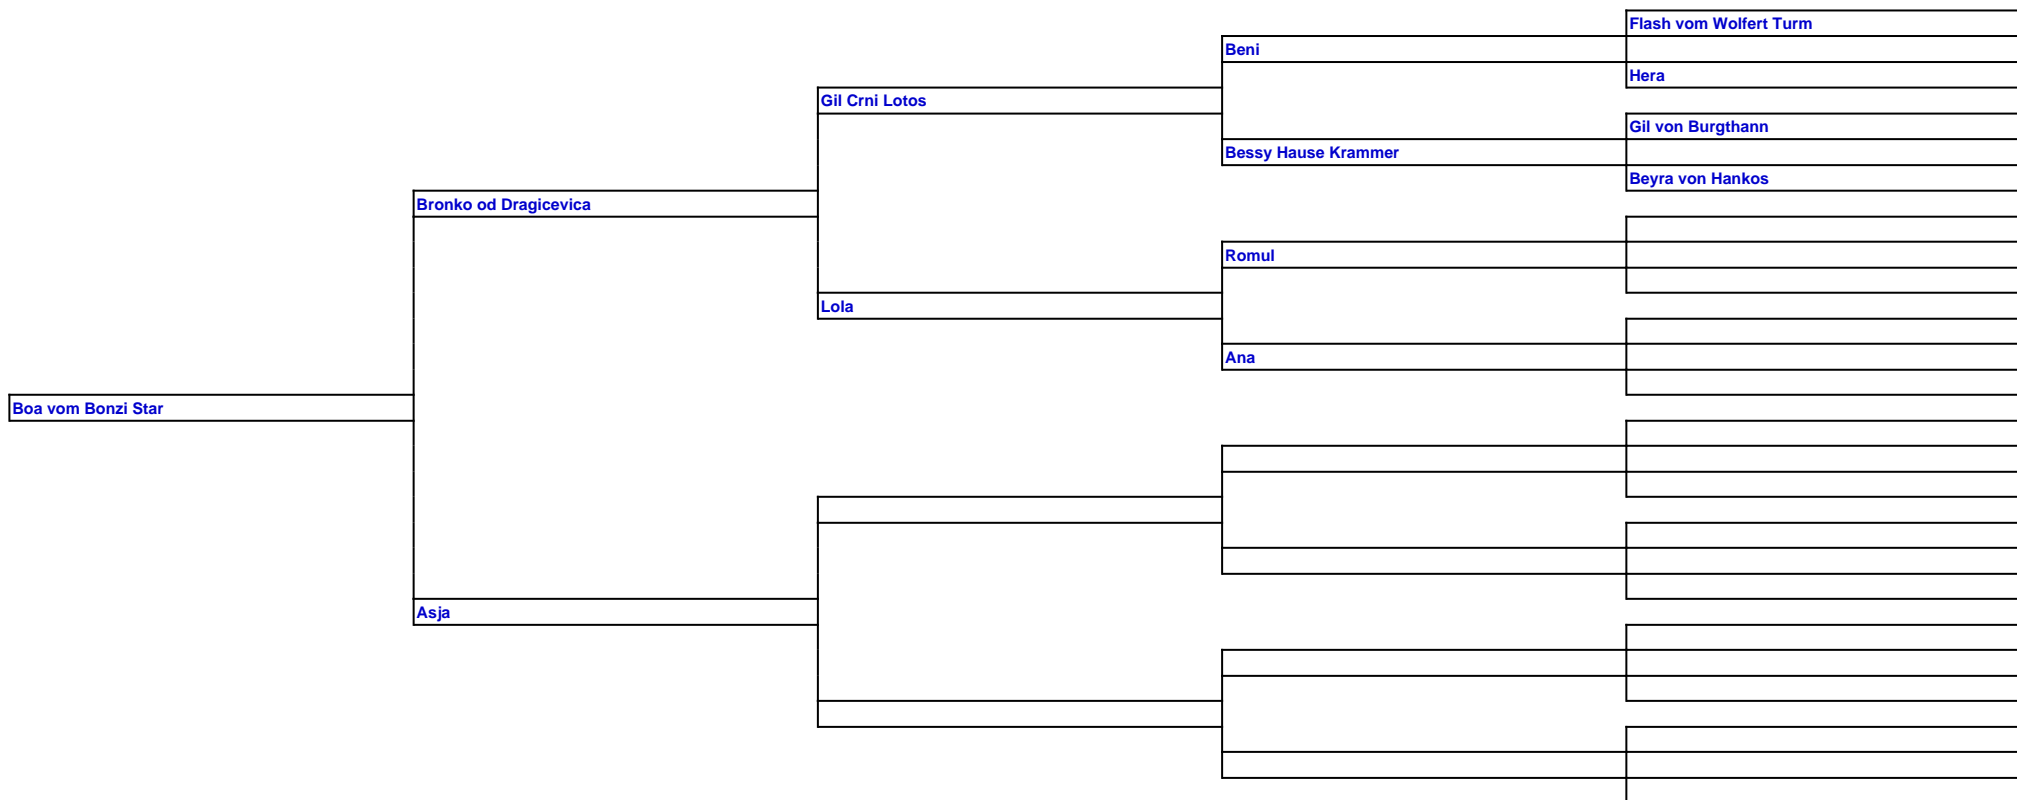 Flash vom Wolfert Turm
Beni
Hera
Gil Crni Lotos
Gil von Burgthann
Bessy Hause Krammer
Beyra von Hankos
Bronko od Dragicevica
Romul
Lola
Ana
Boa vom Bonzi Star
Asja